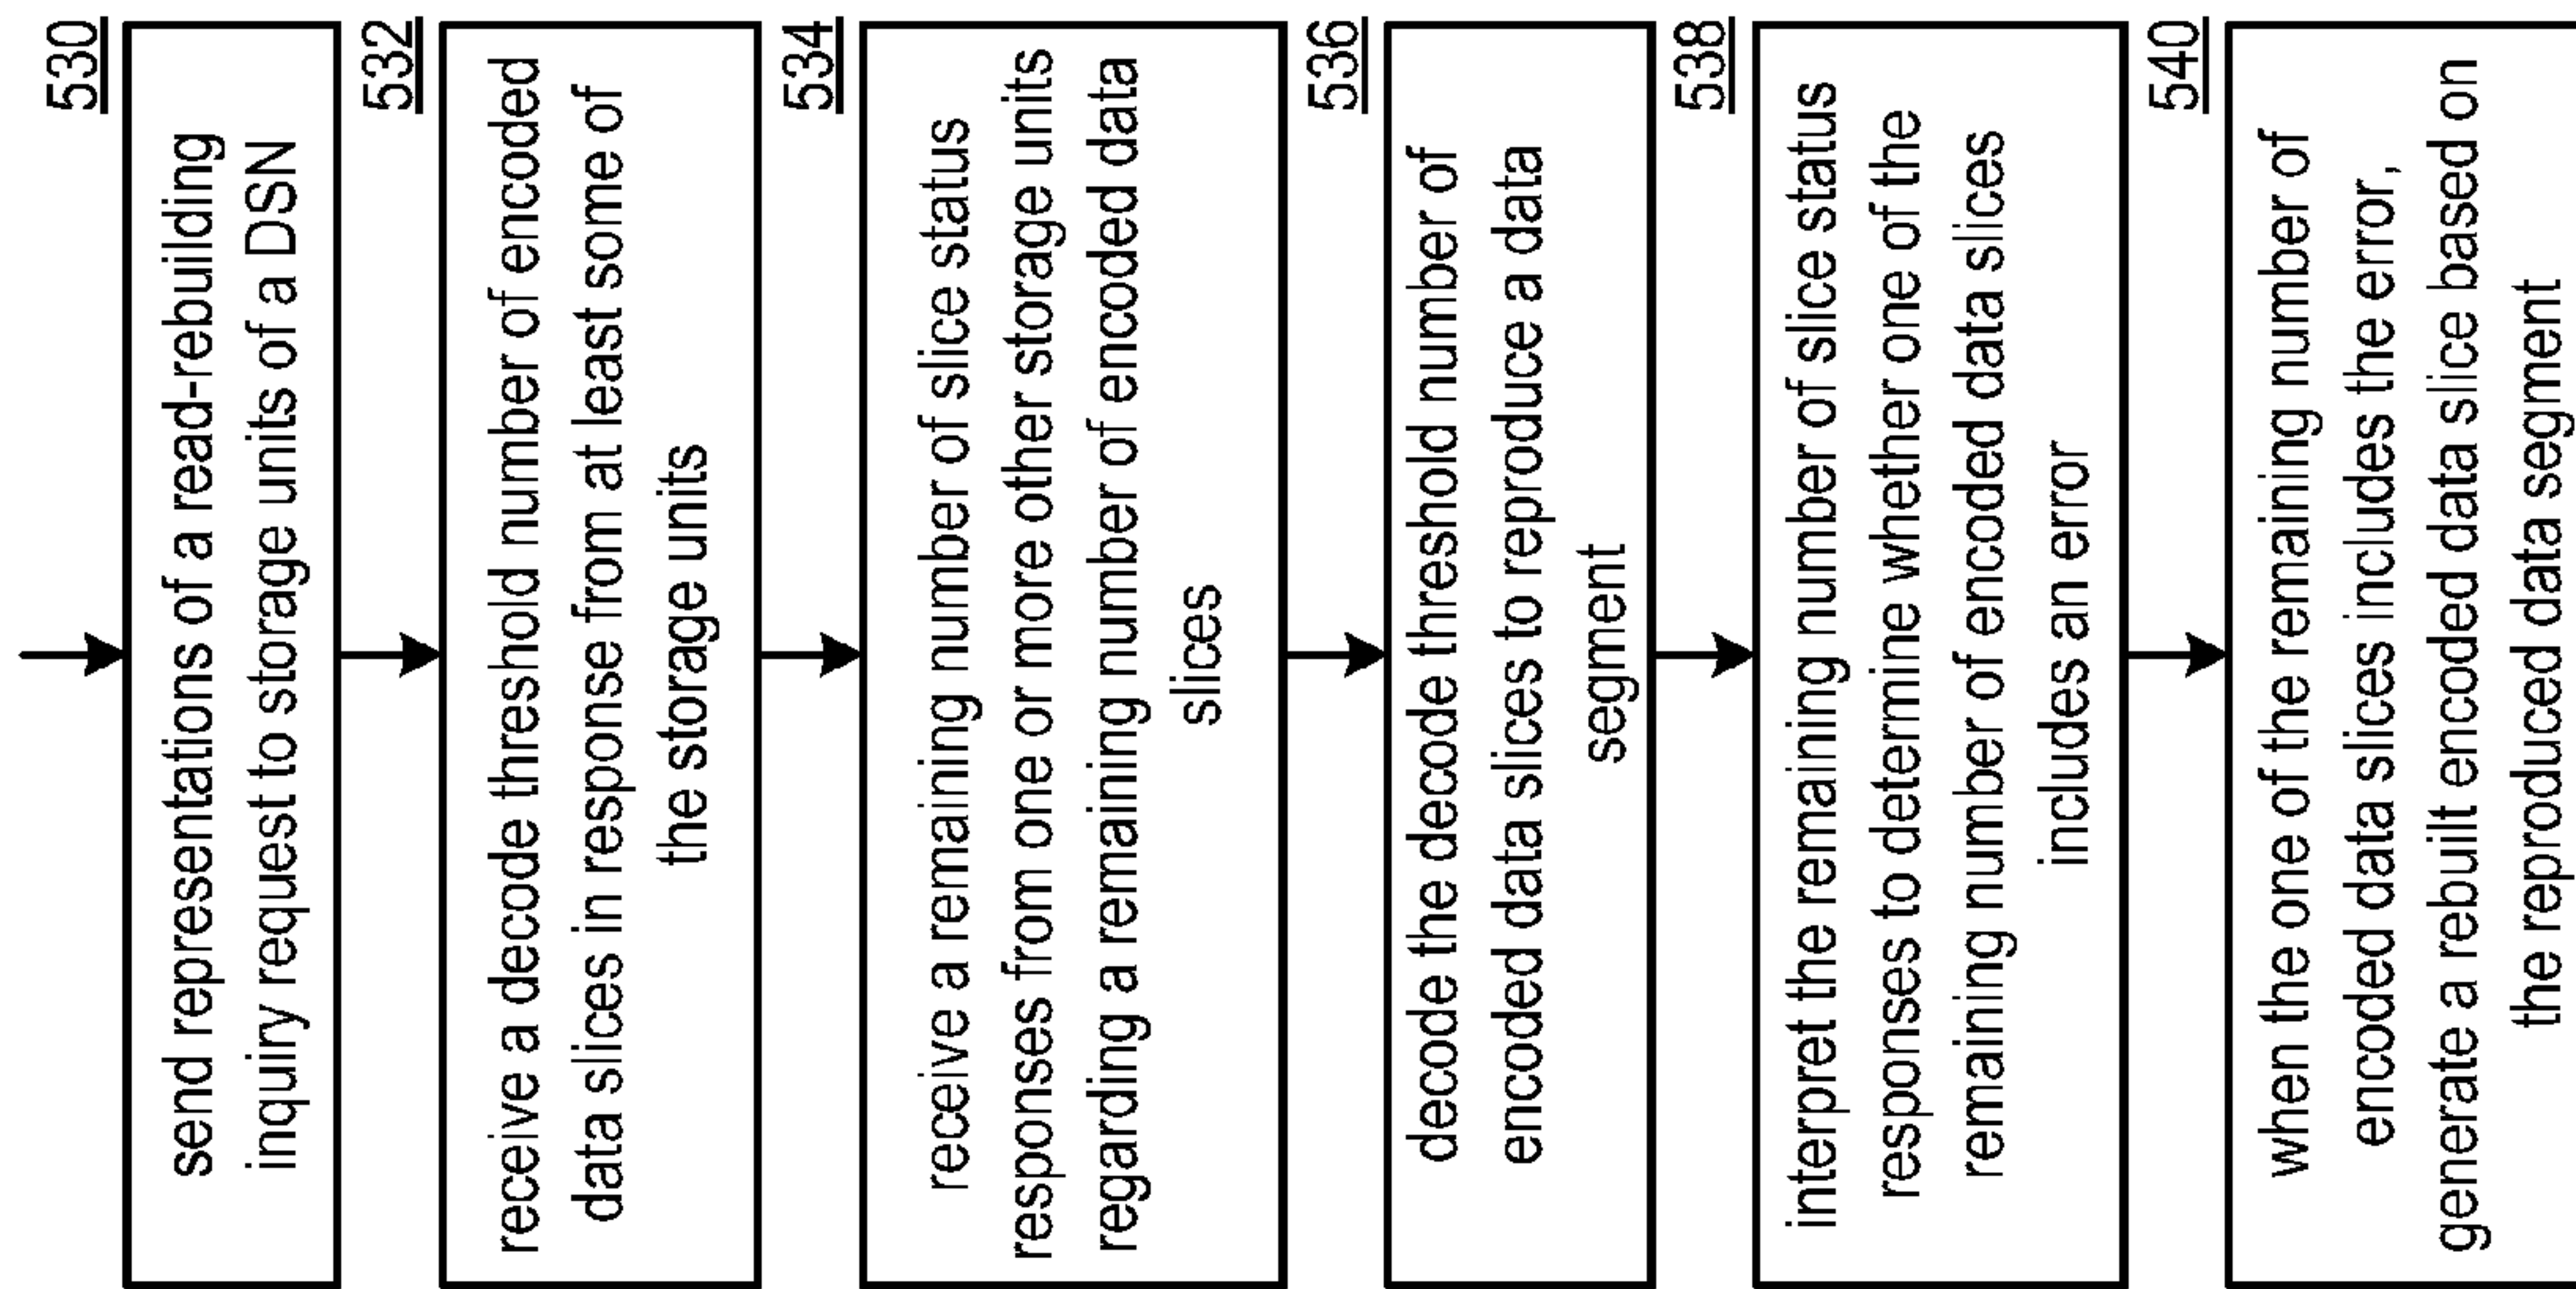 530
send representations of a read-rebuilding
inquiry request to storage units of a DSN
532
receive a decode threshold number of encoded
data slices in response from at least some of
the storage units
534
receive a remaining number of slice status
responses from one or more other storage units
regarding a remaining number of encoded data
slices
536
decode the decode threshold number of
encoded data slices to reproduce a data
segment
538
interpret the remaining number of slice status
responses to determine whether one of the
remaining number of encoded data slices
includes an error
540
when the one of the remaining number of
encoded data slices includes the error,
generate a rebuilt encoded data slice based on
the reproduced data segment